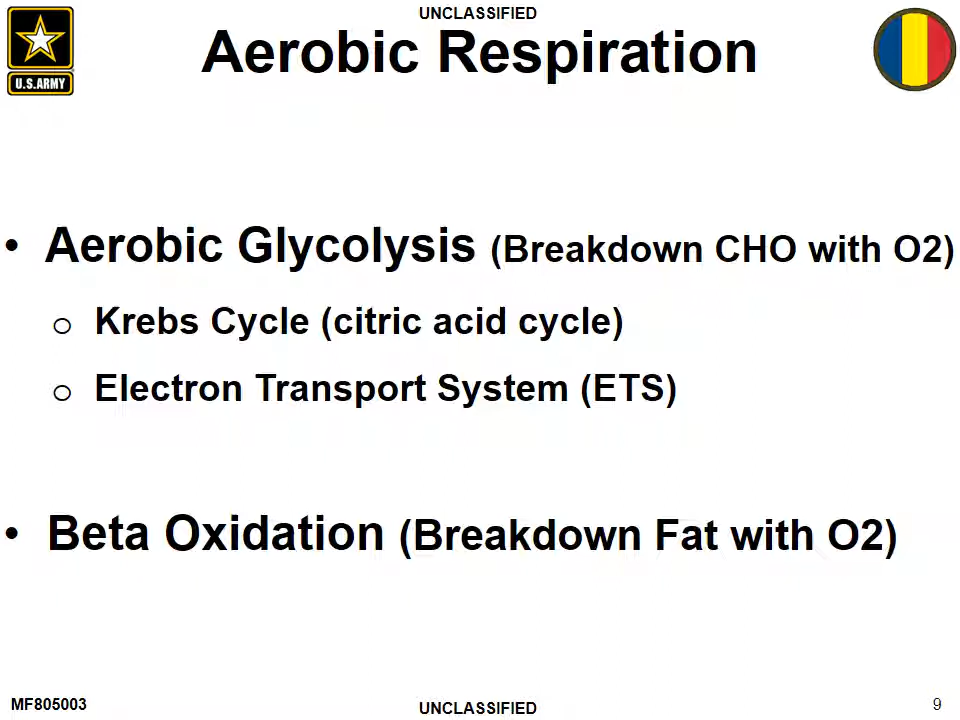 UNCLASSIFIED
Aerobic Respiration
U.S.ARMY
• Aerobic Glycolysis (Breakdown CHO with O2)
o Krebs Cycle (citric acid cycle)
o Electron Transport System (ETS)
• Beta Oxidation (Breakdown Fat with O2)
MF805003
UNCLASSIFIED
9